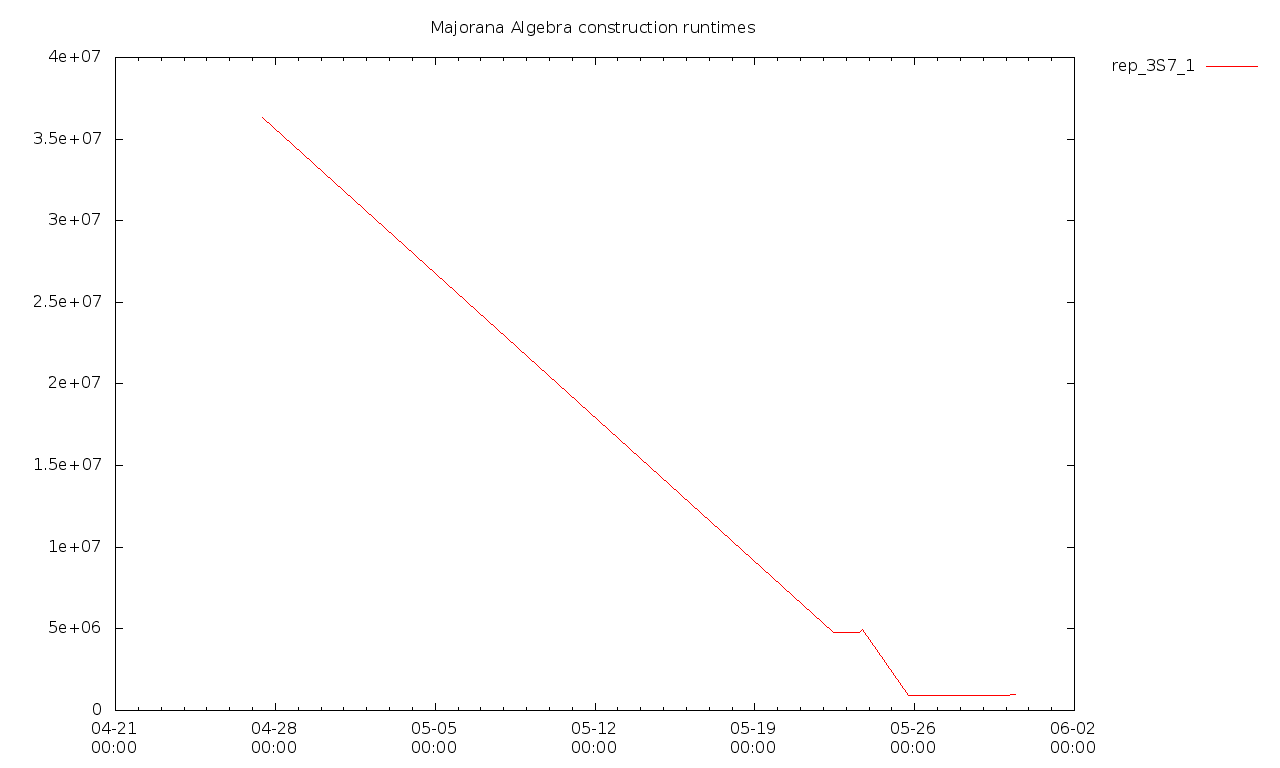 Majorana Algebra construction runtimes
rep_3S7_1
4e+07
3.5e+07
3e+07
2.5e+07
2e+07
1.5e+07
1e+07
5e+06
0
04-21 04-28 05-05 05-12 05-19 05-26 06-02
00:00 00:00 00:00 00:00 00:00 00:00 00:00